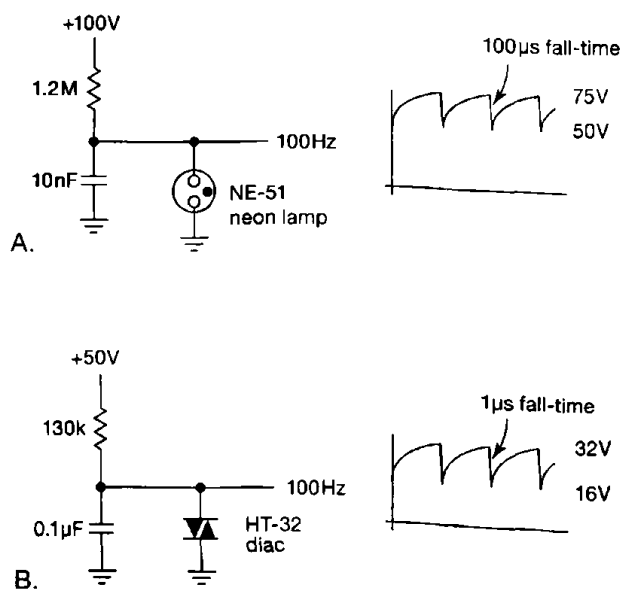 +100V
1.2M
10nF
100Hz
NE-51
neon lamp
100µs fall-time
75V
50V
A.
+50V
130k
0.1µF
100Hz
HT-32
diac
1µs fall-time
32V
16V
B.